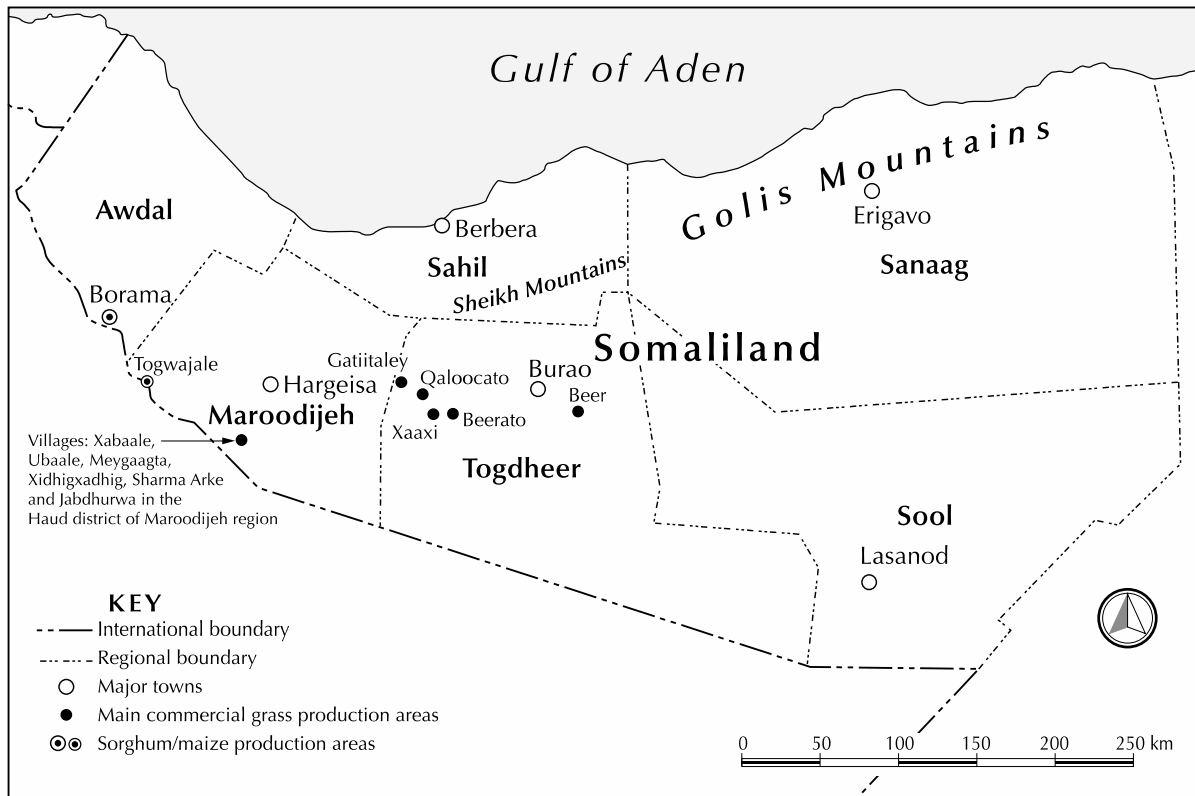 Gulf of Aden
Golis Mountains
Awdal
Erigavo
Berbera
Sahil
Sanaag
Sheikh Mountains
Borama
Somaliland
Togwajale
Gatiitaley
Burao
Qaloocato
Hargeisa
Beer
Maroodijeh
Xaaxi
Beerato
Villages: Xabaale,
Ubaale, Meygaagta,
Xidhigxadhig, Sharma Arke
and Jabdhurwa in the
Haud district of Maroodijeh region
Togdheer
Sool
Lasanod
KEY
International boundary
Regional boundary
Major towns
Main commercial grass production areas
Sorghum/maize production areas
0 50 100 150 200 250 km